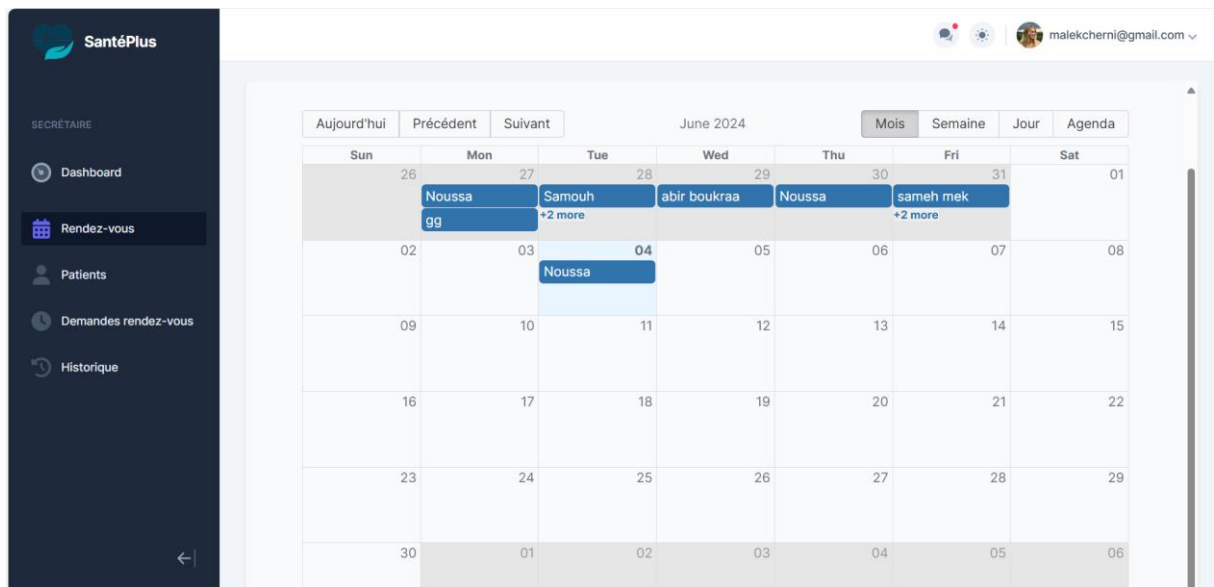 SantéPlus
malekcherni@gmail.com
SECRÉTAIRE
Dashboard
Rendez-vous
Patients
Demandes rendez-vous
Historique
Aujourd'hui Précédent Suivant June 2024 Mois Semaine Jour Agenda
Sun Mon Tue Wed Thu Fri Sat
26 27 28 29 30 31 01
Noussa Samouh abir boukraa Noussa sameh mek
gg +2 more +2 more
02 03 04 05 06 07 08
Noussa
09 10 11 12 13 14 15
16 17 18 19 20 21 22
23 24 25 26 27 28 29
30 01 02 03 04 05 06